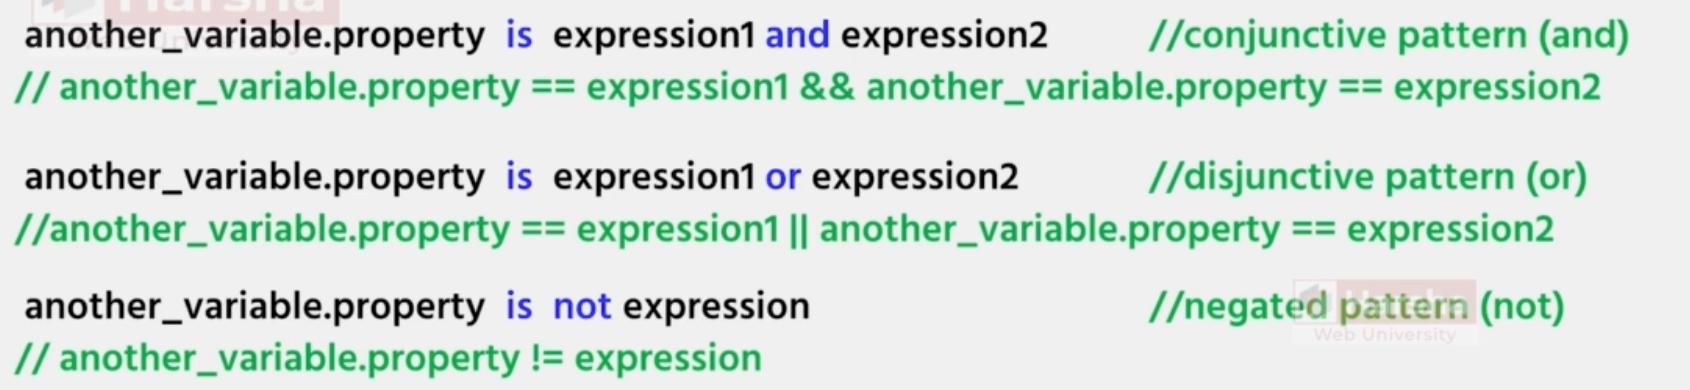 Harsha
Web University
another_variable.property is expression1 and expression2 //conjunctive pattern (and)
// another_variable.property == expression1 && another_variable.property == expression2
another_variable.property is expression1 or expression2 //disjunctive pattern (or)
//another_variable.property == expression1 || another_variable.property == expression2
another_variable.property is not expression //negated pattern (not)
Harsha
Web University
// another_variable.property != expression